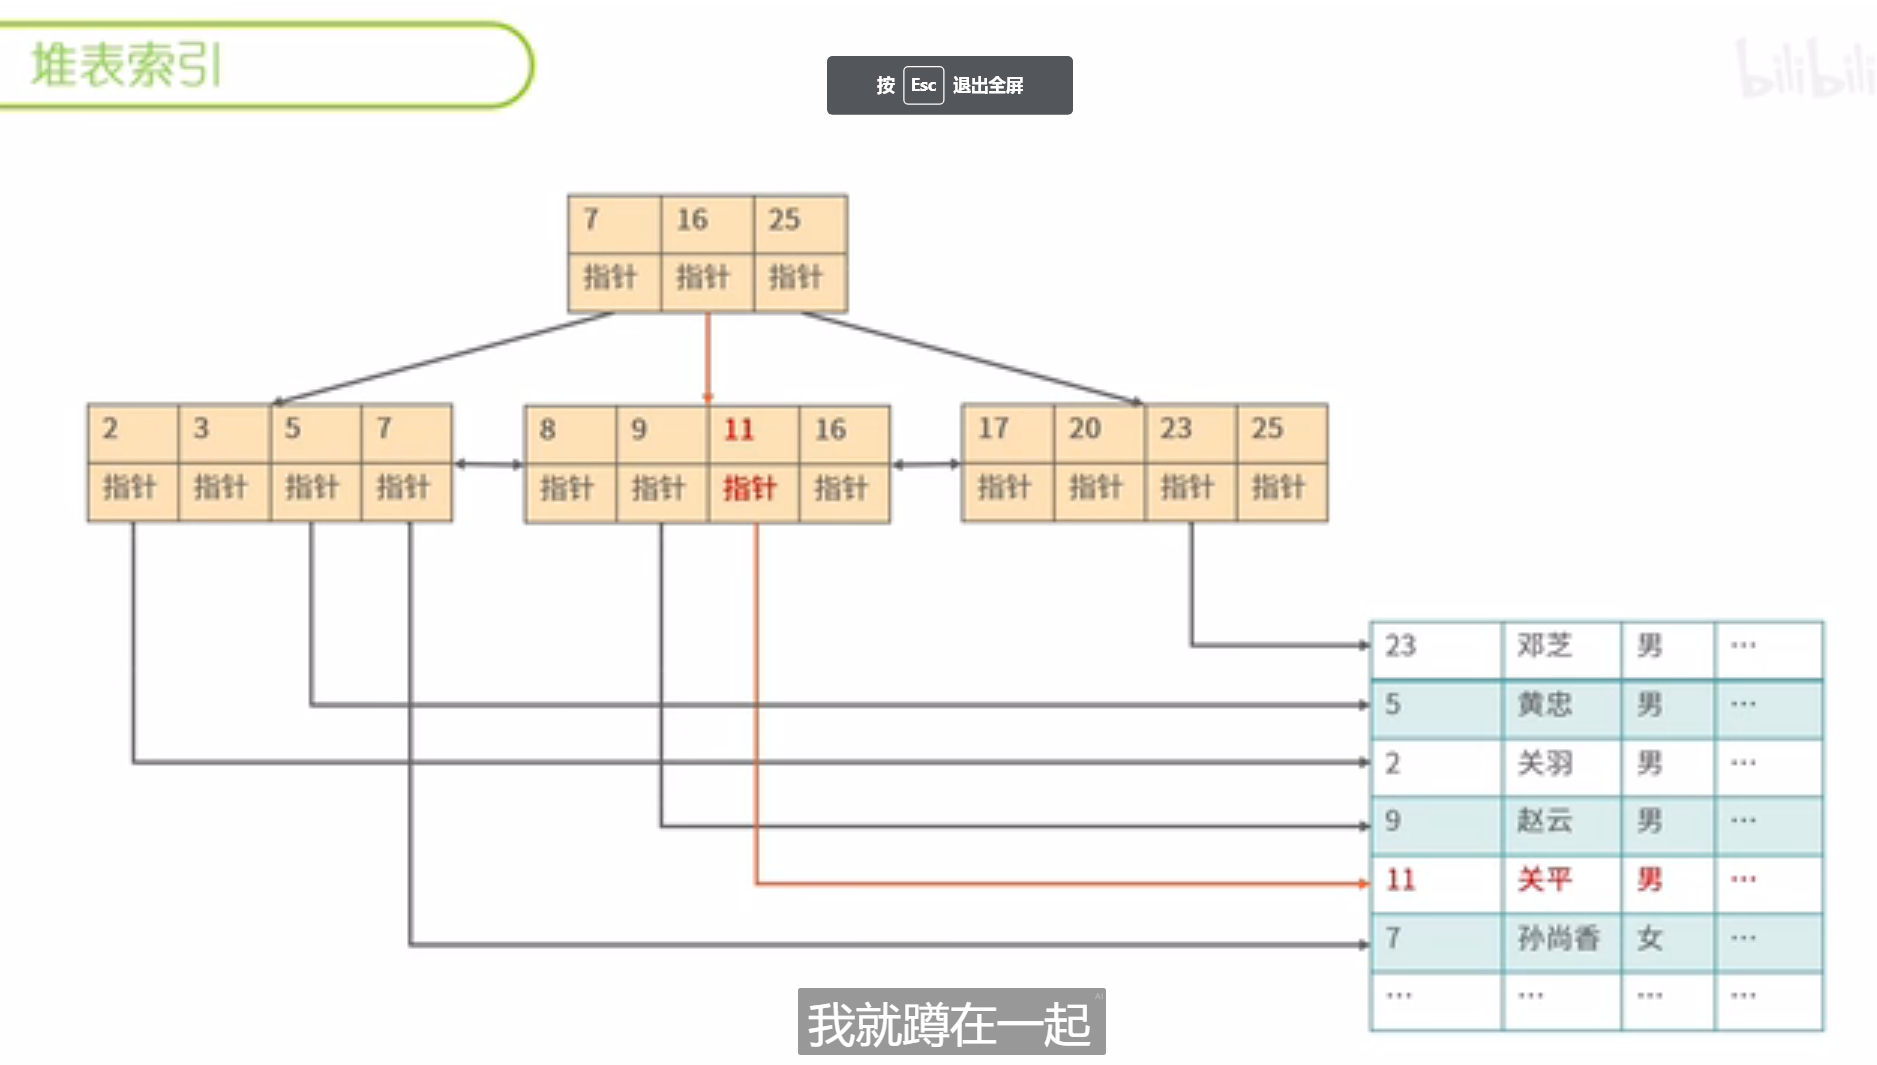 堆表索引
按 Esc 退出全屏
bilibili
7 16 25
指针 指针 指针
2 3 5 7
指针 指针 指针 指针
8 9 11 16
指针 指针 指针 指针
17 20 23 25
指针 指针 指针 指针
23 邓芝 男 …
5 黄忠 男 …
2 关羽 男 …
9 赵云 男 …
11 关平 男 …
7 孙尚香 女 …
… … … …
AI
我就蹲在一起